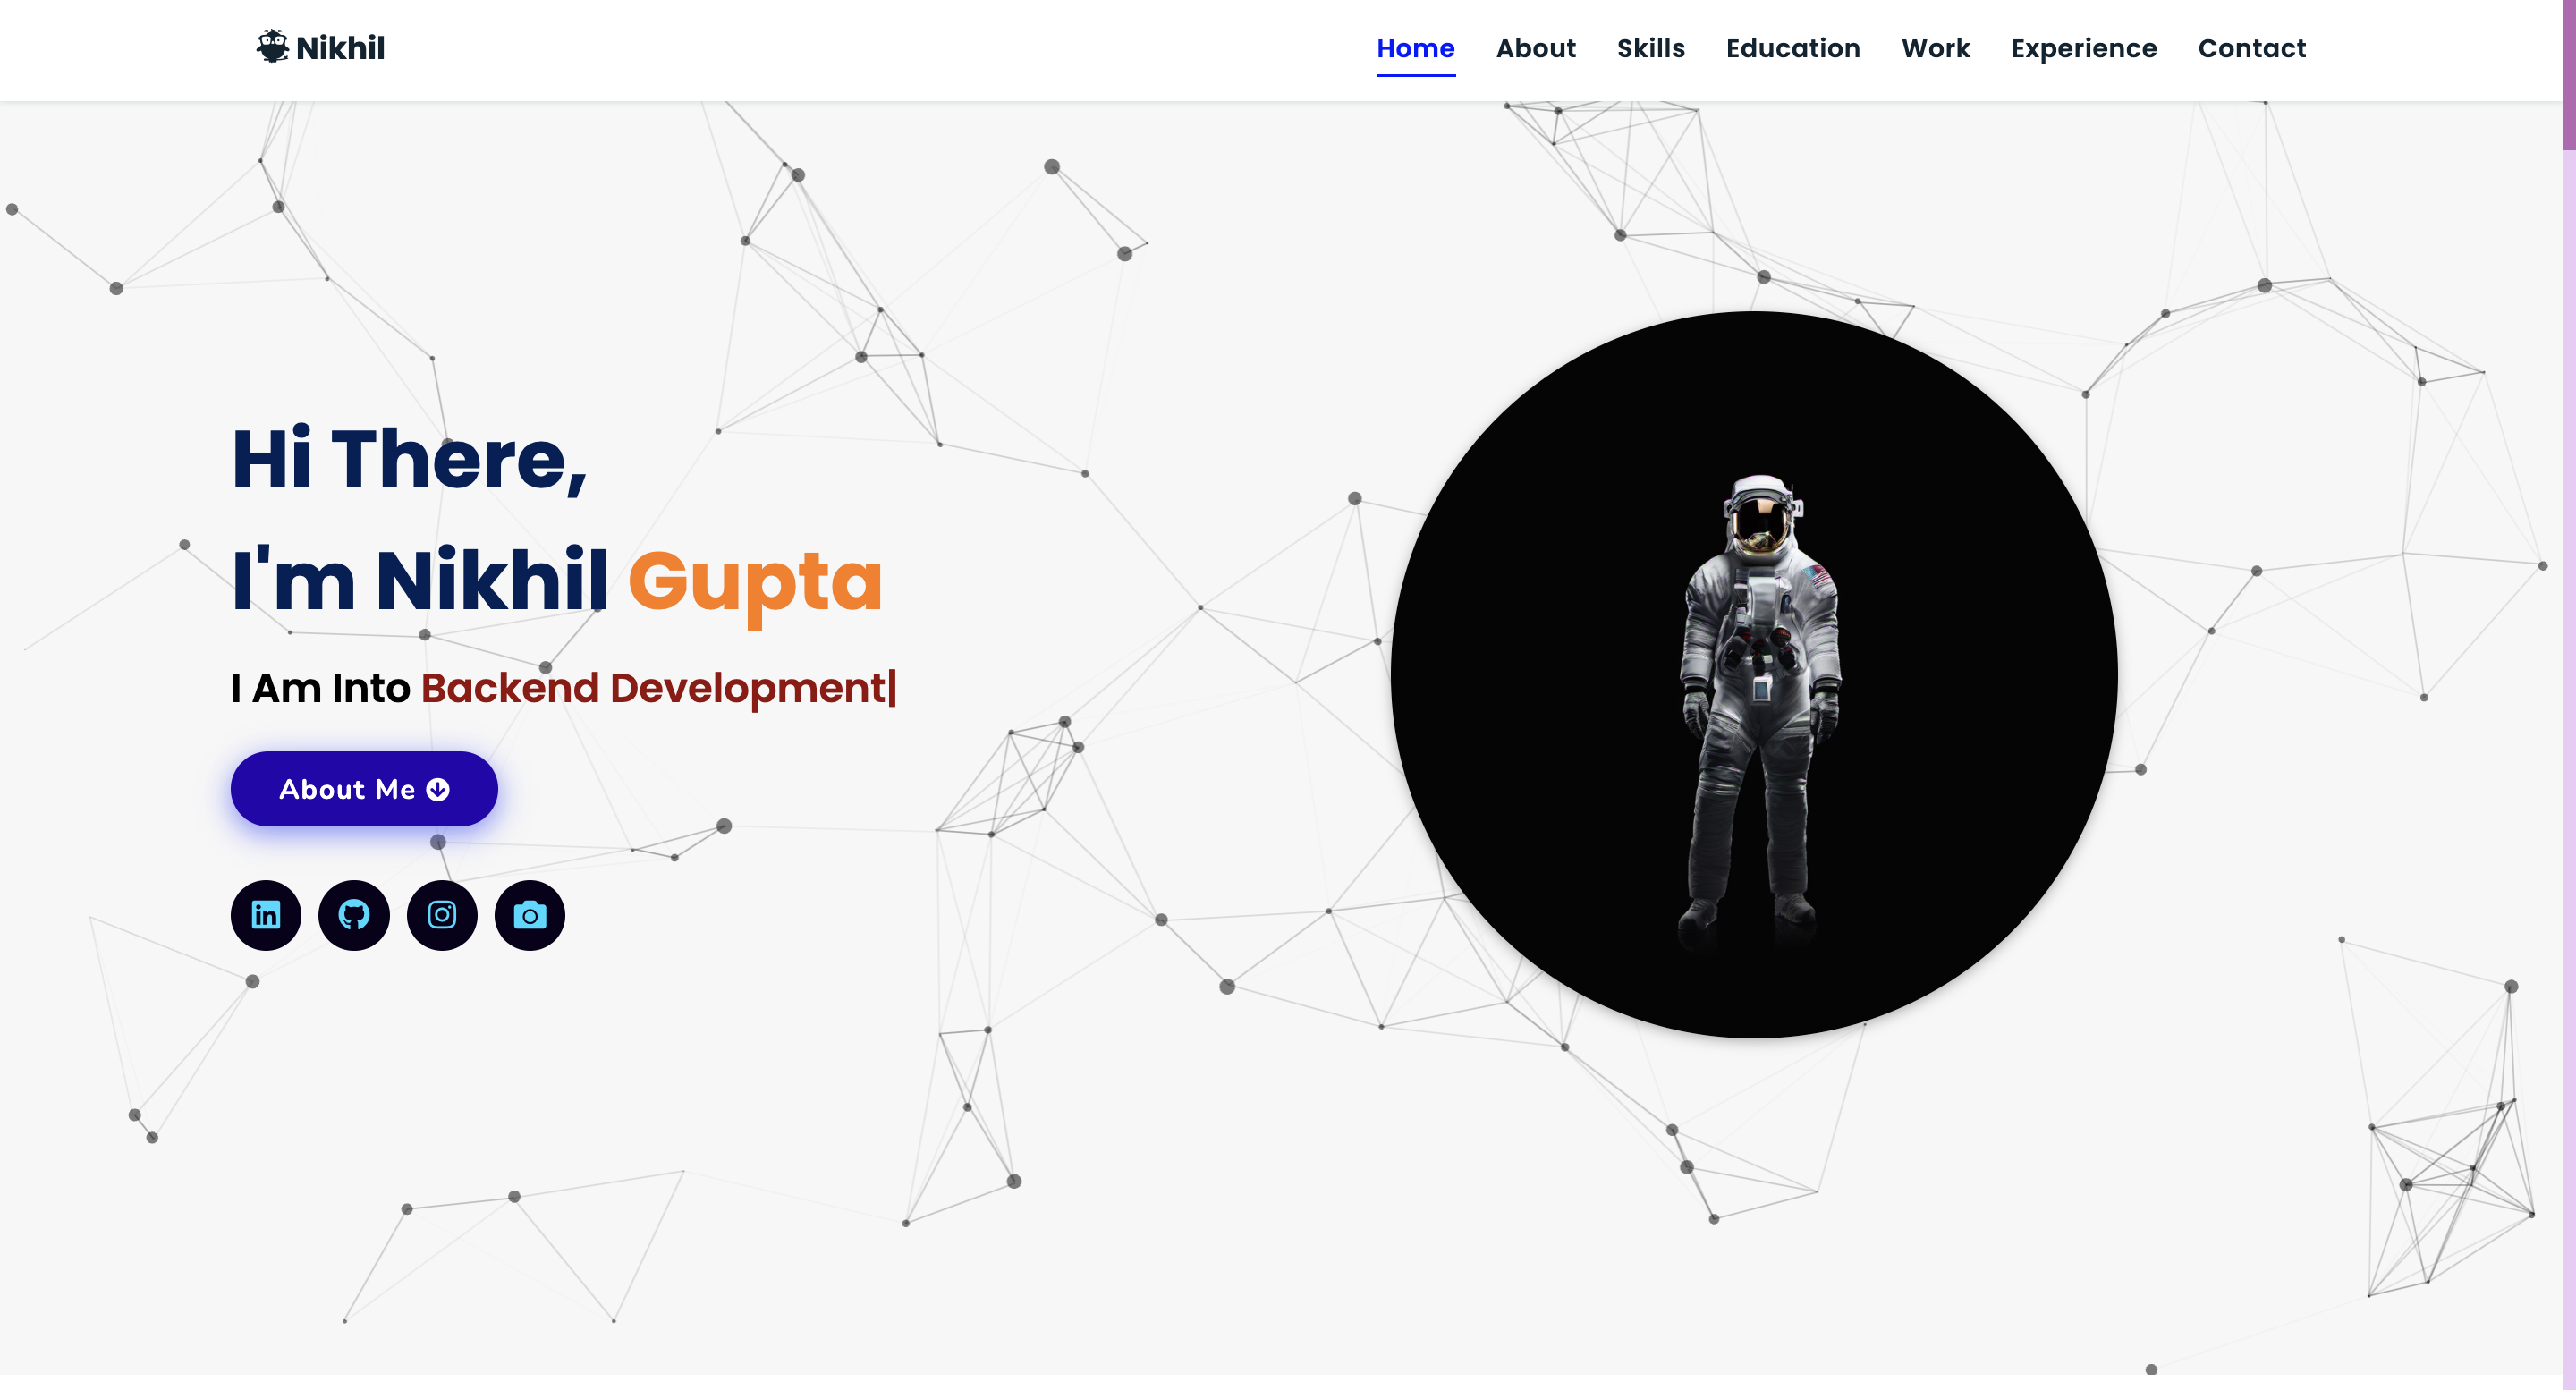 Nikhil
Home About Skills Education Work Experience Contact
Hi There,
I'm Nikhil Gupta
I Am Into Backend Development|
About Me